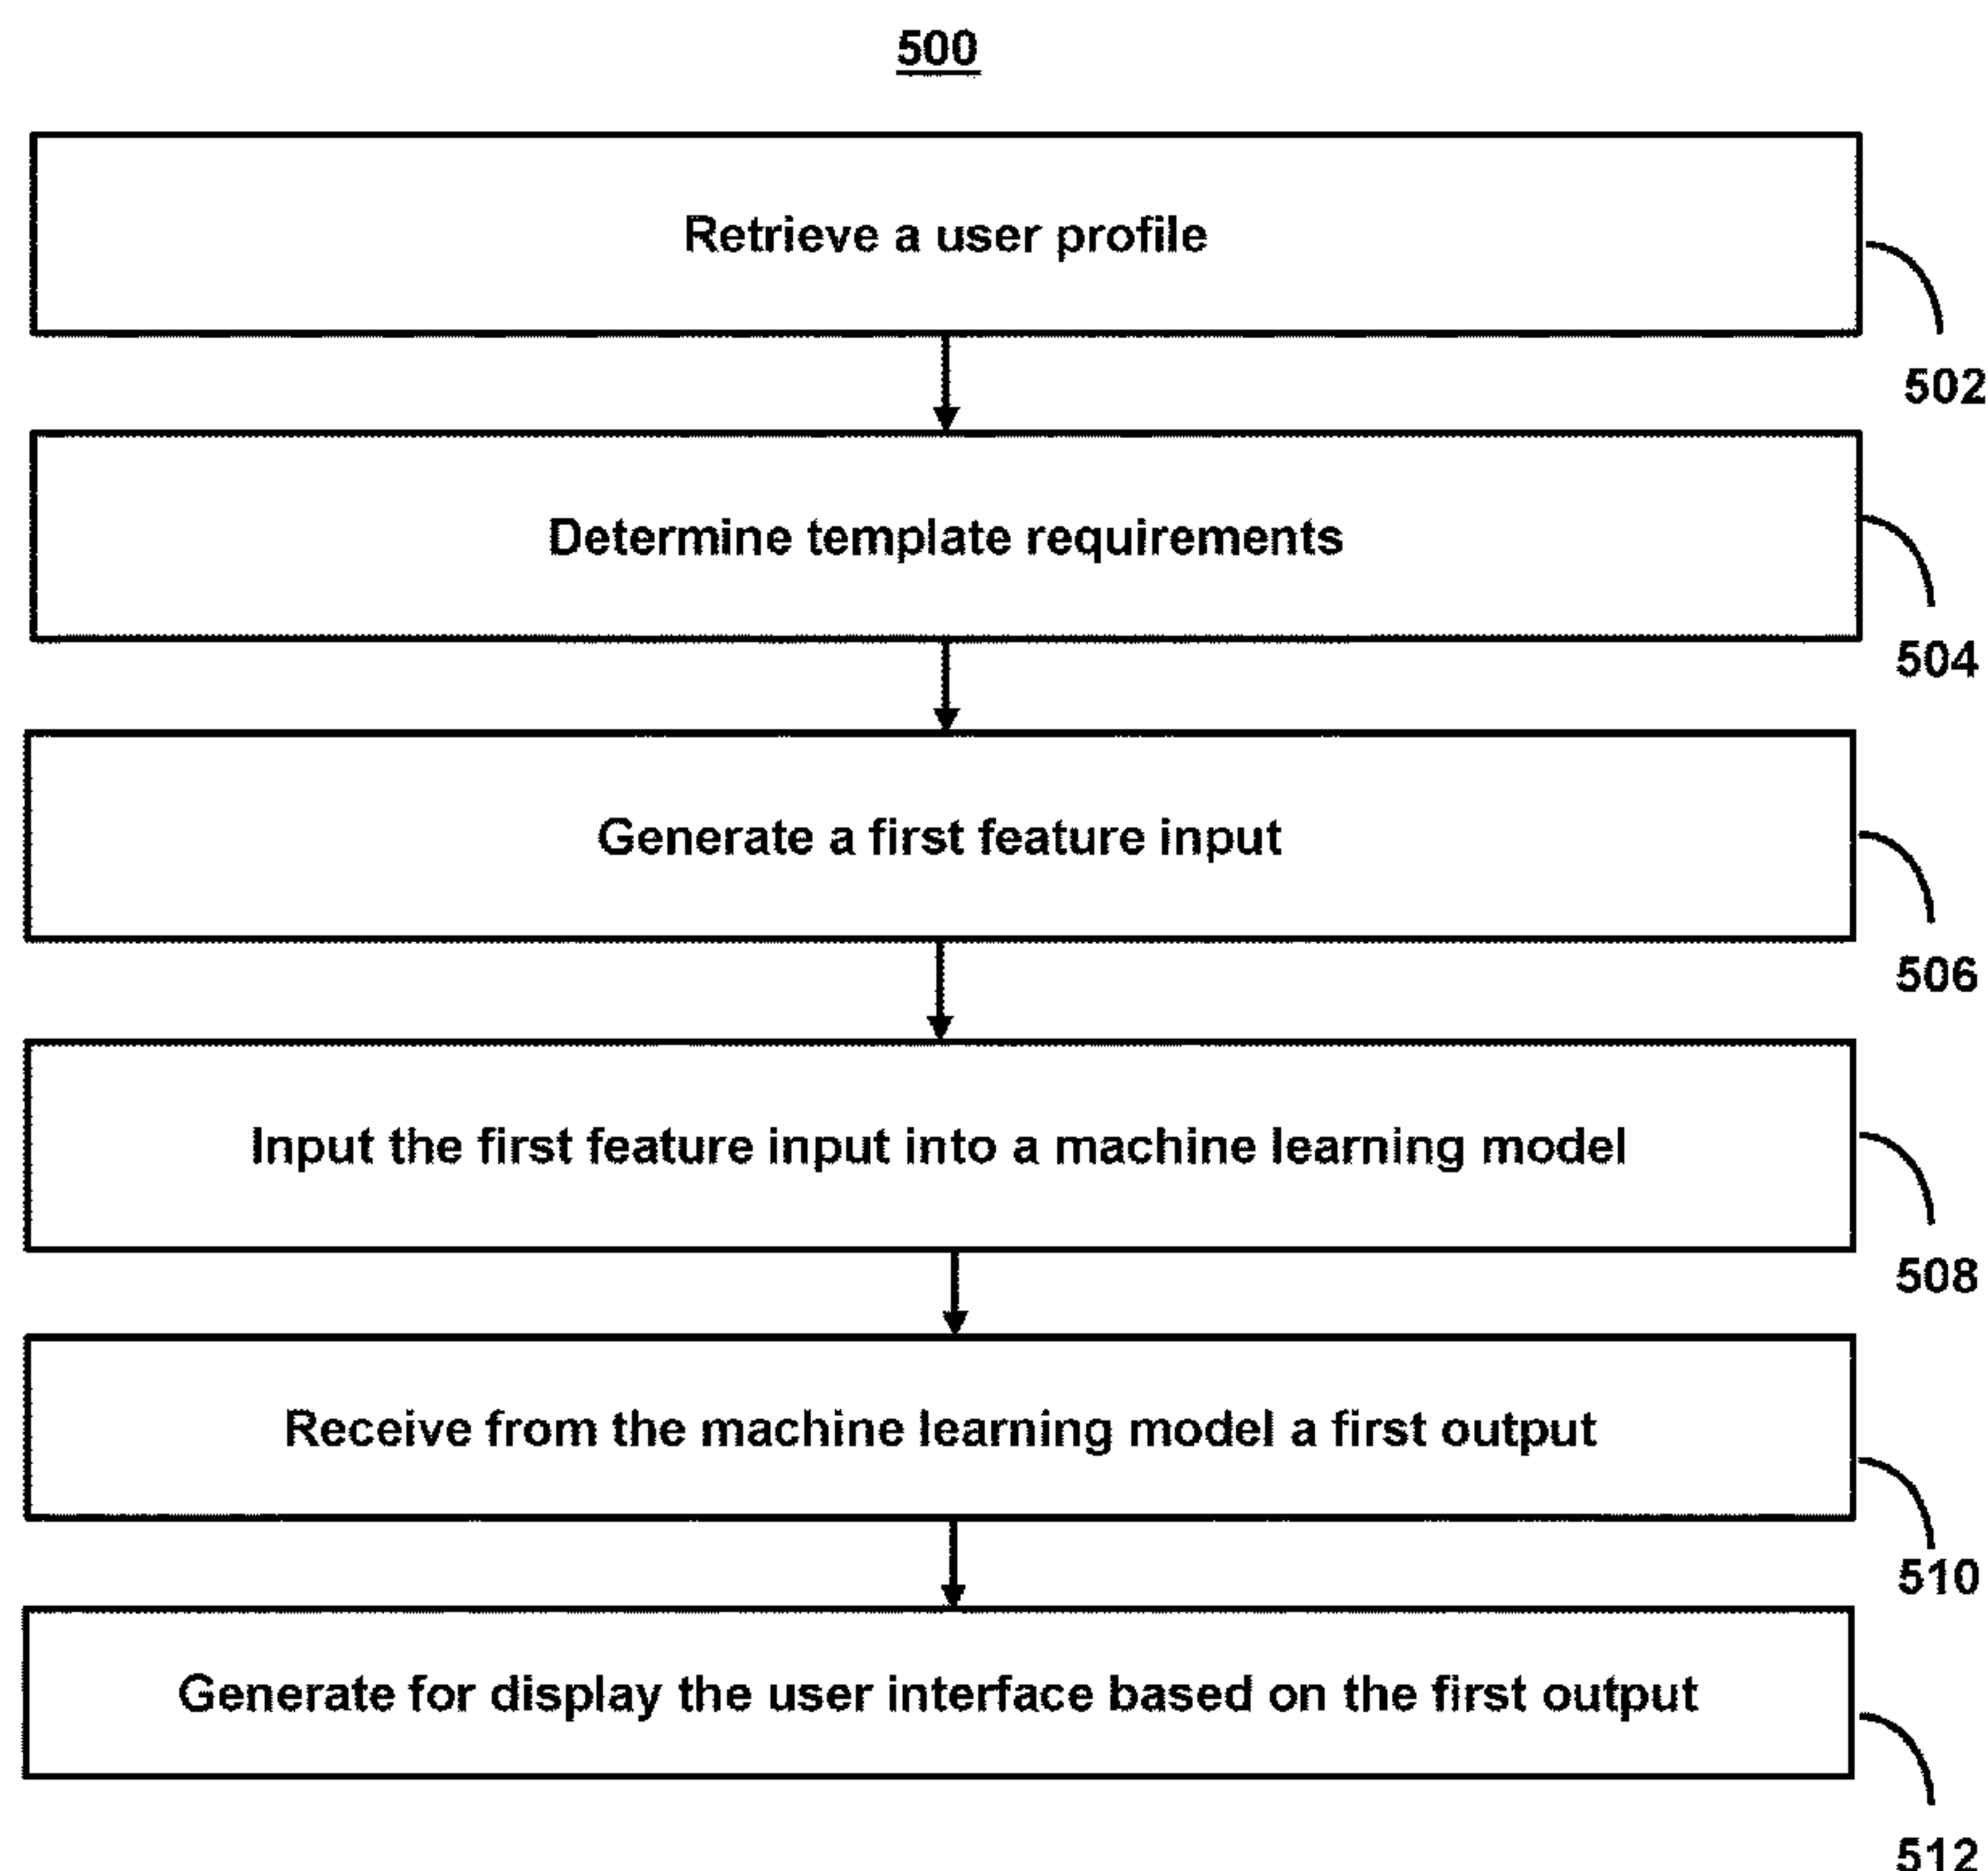 500
Retrieve a user profile
502
Determine template requirements
504
Generate a first feature input
506
Input the first feature input into a machine learning model
508
Receive from the machine learning model a first output
510
Generate for display the user interface based on the first output
512